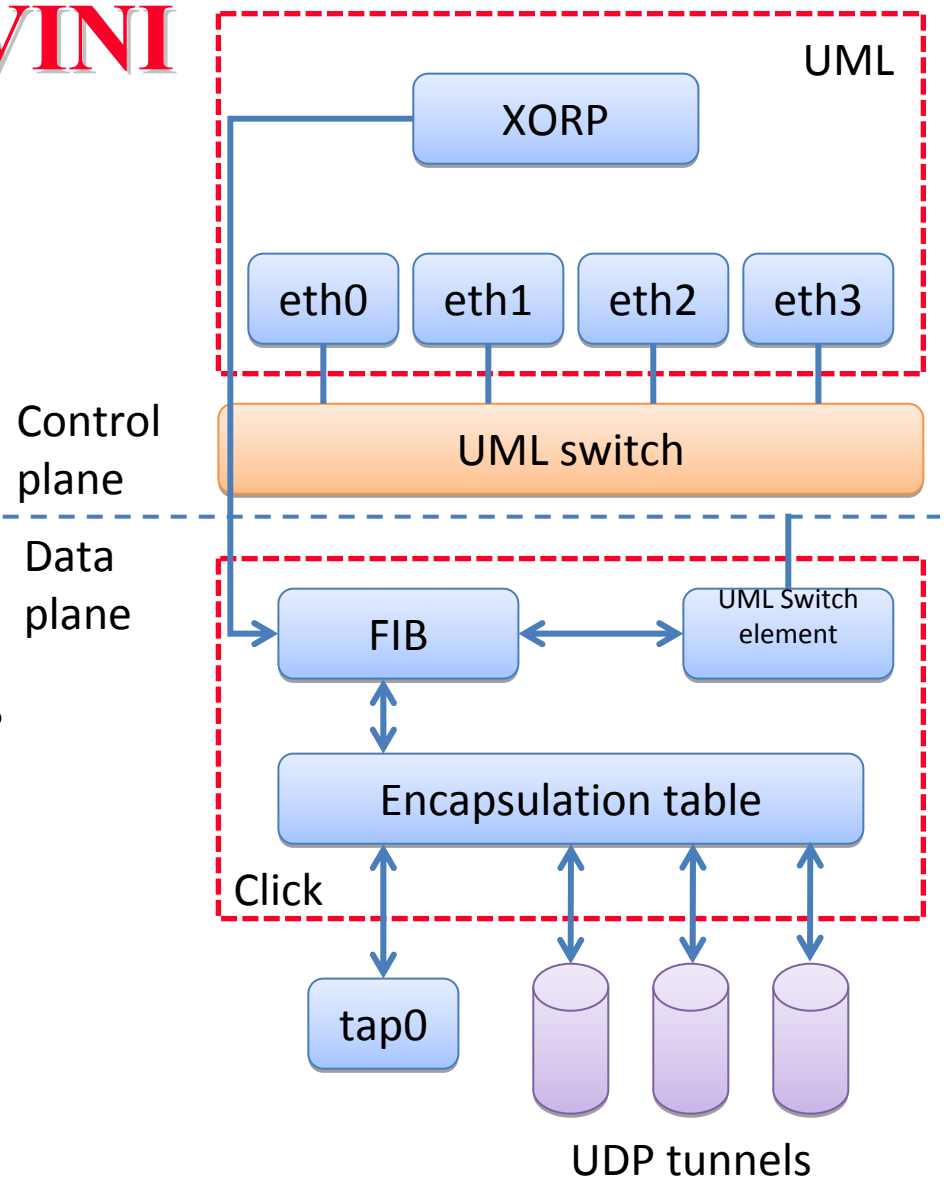 VINI
UML
XORP
eth0 eth1 eth2 eth3
Control
plane
UML switch
Data
plane
FIB
UML Switch
element
Encapsulation table
Click
tap0
UDP tunnels